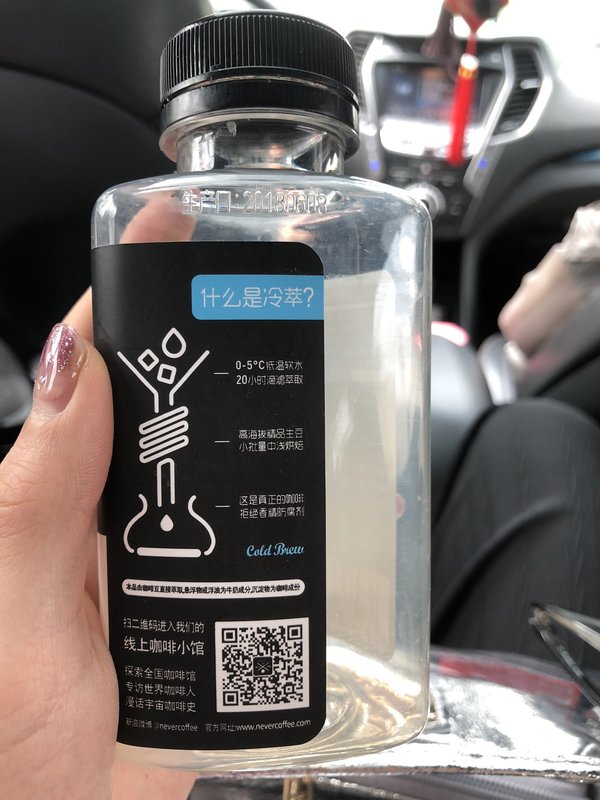 生产日:20180608
什么是冷萃?
0-5°C低温软水
20小时滴滤萃取
高海拔精品生豆
小批量中浅烘焙
这是真正的咖啡
拒绝香精防腐剂
Cold Brew
本品由咖啡豆直接萃取,悬浮物或浮油为牛奶成分,沉淀物为咖啡成份
扫二维码进入我们的
线上咖啡小馆
探索全国咖啡馆
专访世界咖啡人
漫话宇宙咖啡史
新浪微博@nevercoffee 官方网址:www.nevercoffee.com